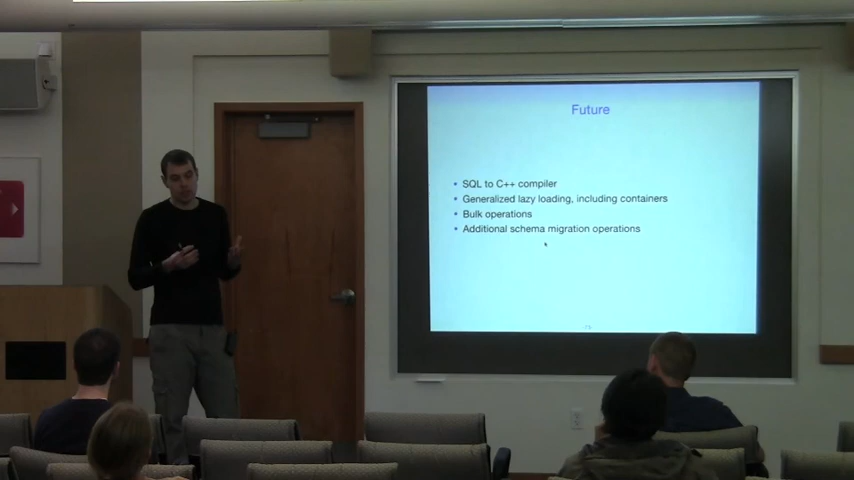 Future
• SQL to C++ compiler
• Generalized lazy loading, including containers
• Bulk operations
• Additional schema migration operations